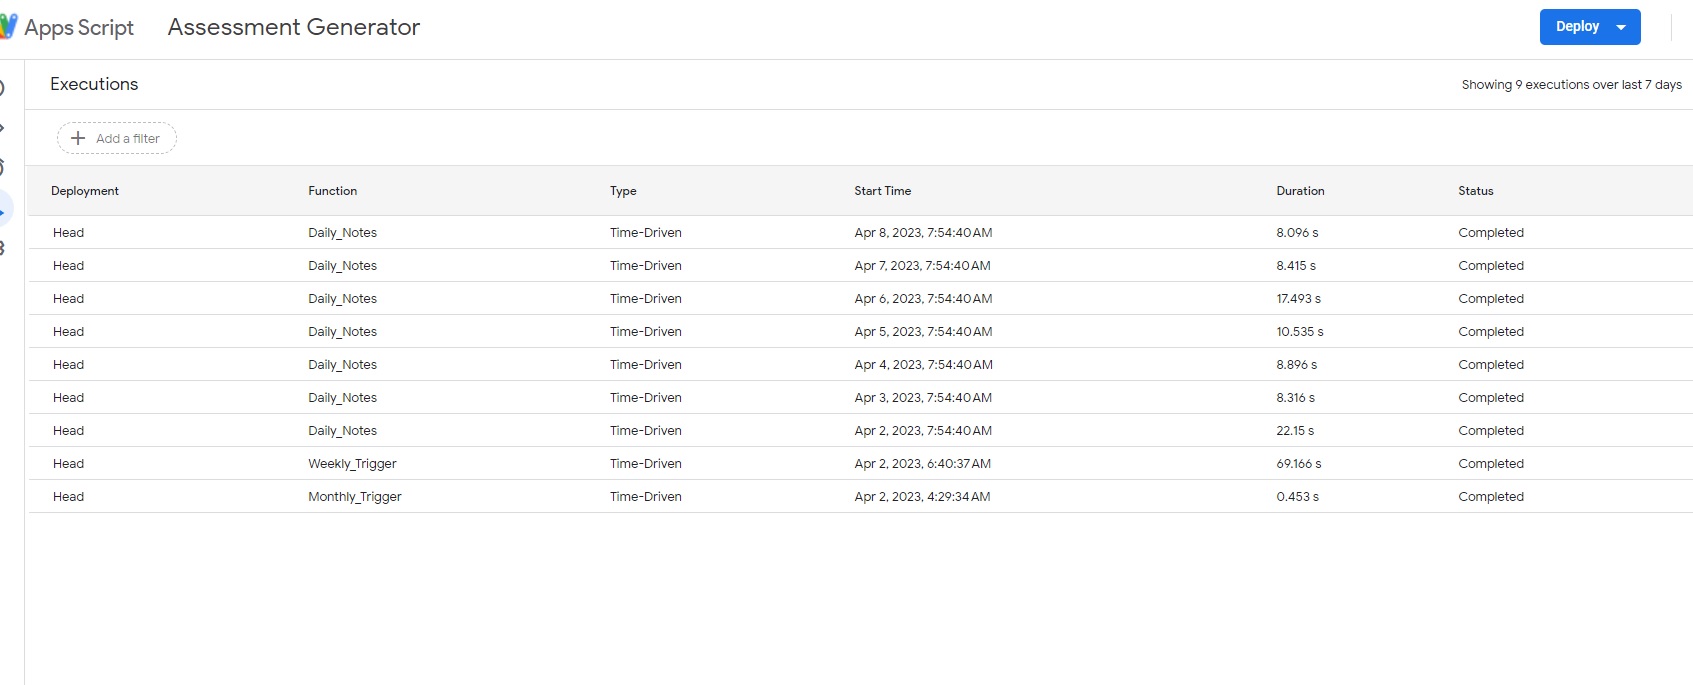 Apps Script Assessment Generator Deploy
Executions Showing 9 executions over last 7 days
Add a filter
Deployment Function Type Start Time Duration Status
Head Daily_Notes Time-Driven Apr 8, 2023, 7:54:40 AM 8.096 s Completed
Head Daily_Notes Time-Driven Apr 7, 2023, 7:54:40 AM 8.415 s Completed
Head Daily_Notes Time-Driven Apr 6, 2023, 7:54:40 AM 17.493 s Completed
Head Daily_Notes Time-Driven Apr 5, 2023, 7:54:40 AM 10.535 s Completed
Head Daily_Notes Time-Driven Apr 4, 2023, 7:54:40 AM 8.896 s Completed
Head Daily_Notes Time-Driven Apr 3, 2023, 7:54:40 AM 8.316 s Completed
Head Daily_Notes Time-Driven Apr 2, 2023, 7:54:40 AM 22.15 s Completed
Head Weekly_Trigger Time-Driven Apr 2, 2023, 6:40:37 AM 69.166 s Completed
Head Monthly_Trigger Time-Driven Apr 2, 2023, 4:29:34 AM 0.453 s Completed